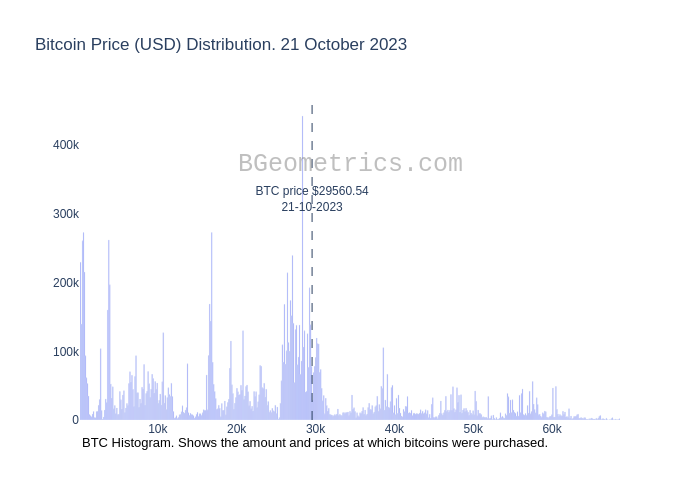 Bitcoin Price (USD) Distribution. 21 October 2023
400k
BGeometrics.com
BTC price $29560.54
21-10-2023
300k
200k
100k
0
10k 20k 30k 40k 50k 60k
BTC Histogram. Shows the amount and prices at which bitcoins were purchased.